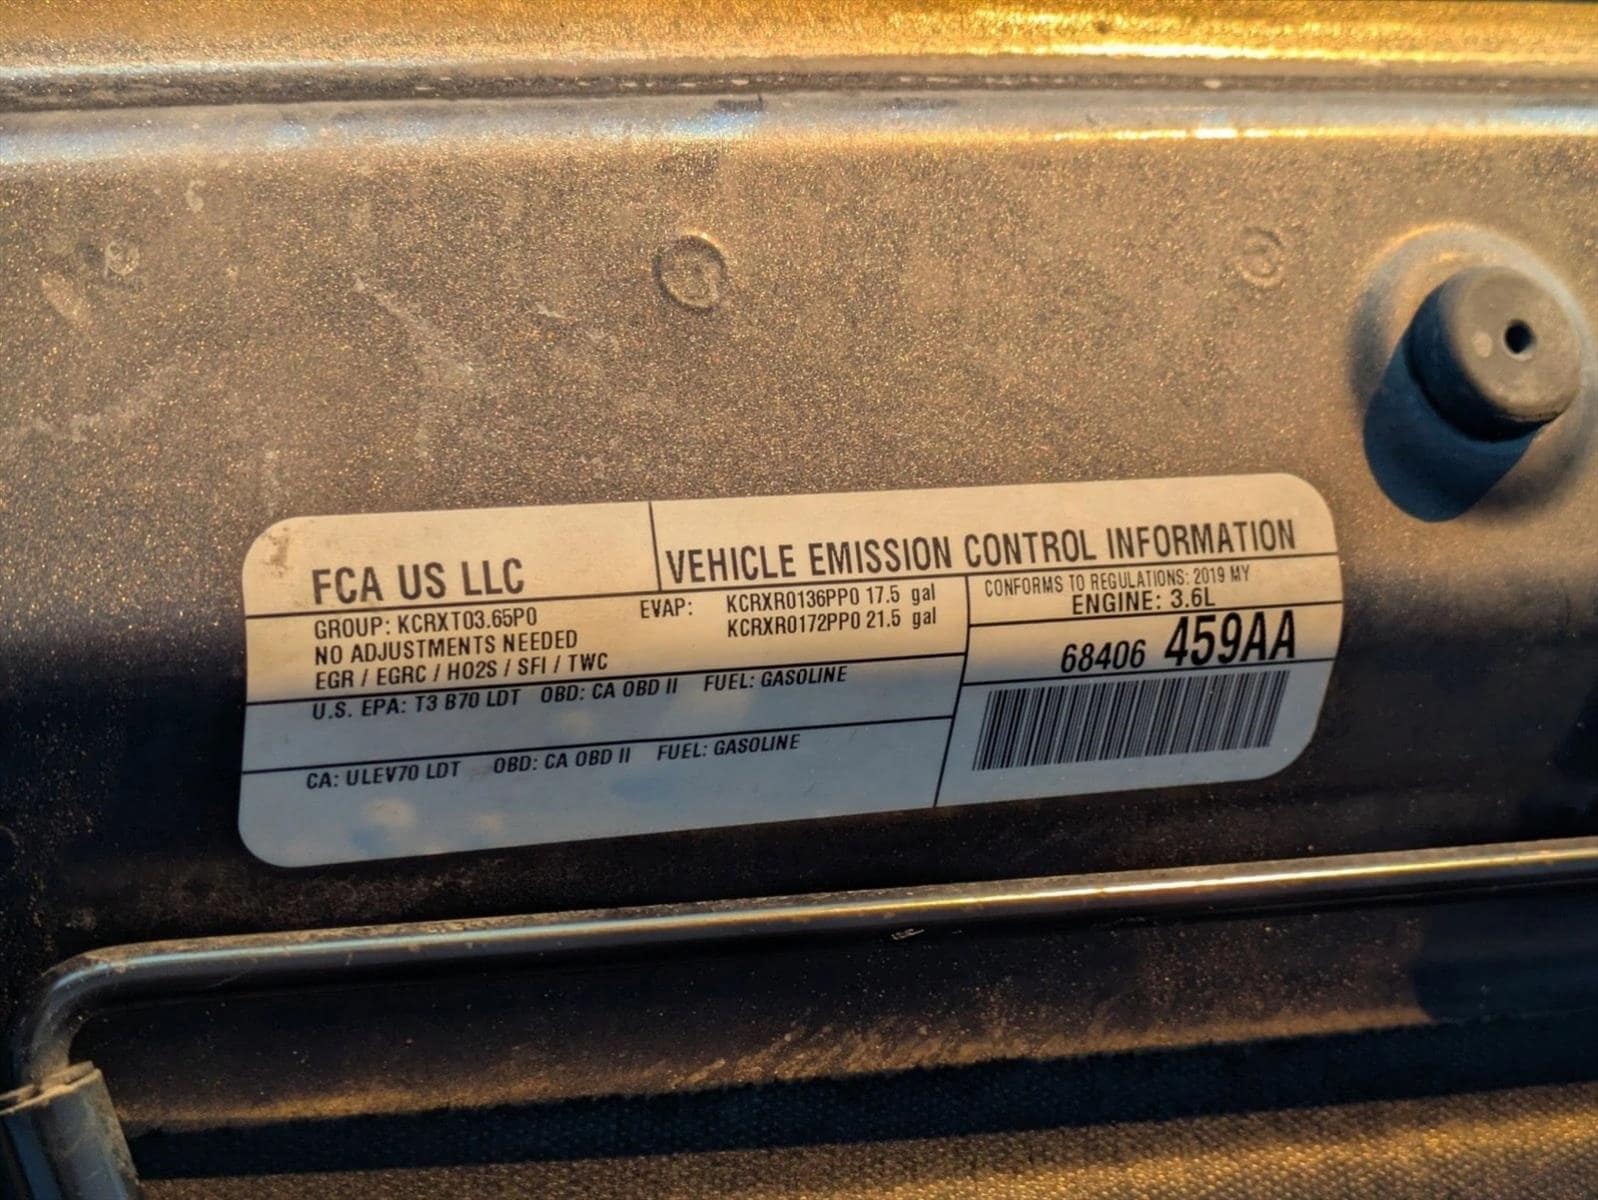 FCA US LLC
VEHICLE EMISSION CONTROL INFORMATION
GROUP: KCRXT03.65P0
NO ADJUSTMENTS NEEDED
EGR / EGRC / HO2S / SFI / TWC
EVAP: KCRXR0136PP0 17.5 gal
KCRXR0172PP0 21.5 gal
CONFORMS TO REGULATIONS: 2019 MY
ENGINE: 3.6L
68406 459AA
U.S. EPA: T3 B70 LDT OBD: CA OBD II FUEL: GASOLINE
CA: ULEV70 LDT OBD: CA OBD II FUEL: GASOLINE